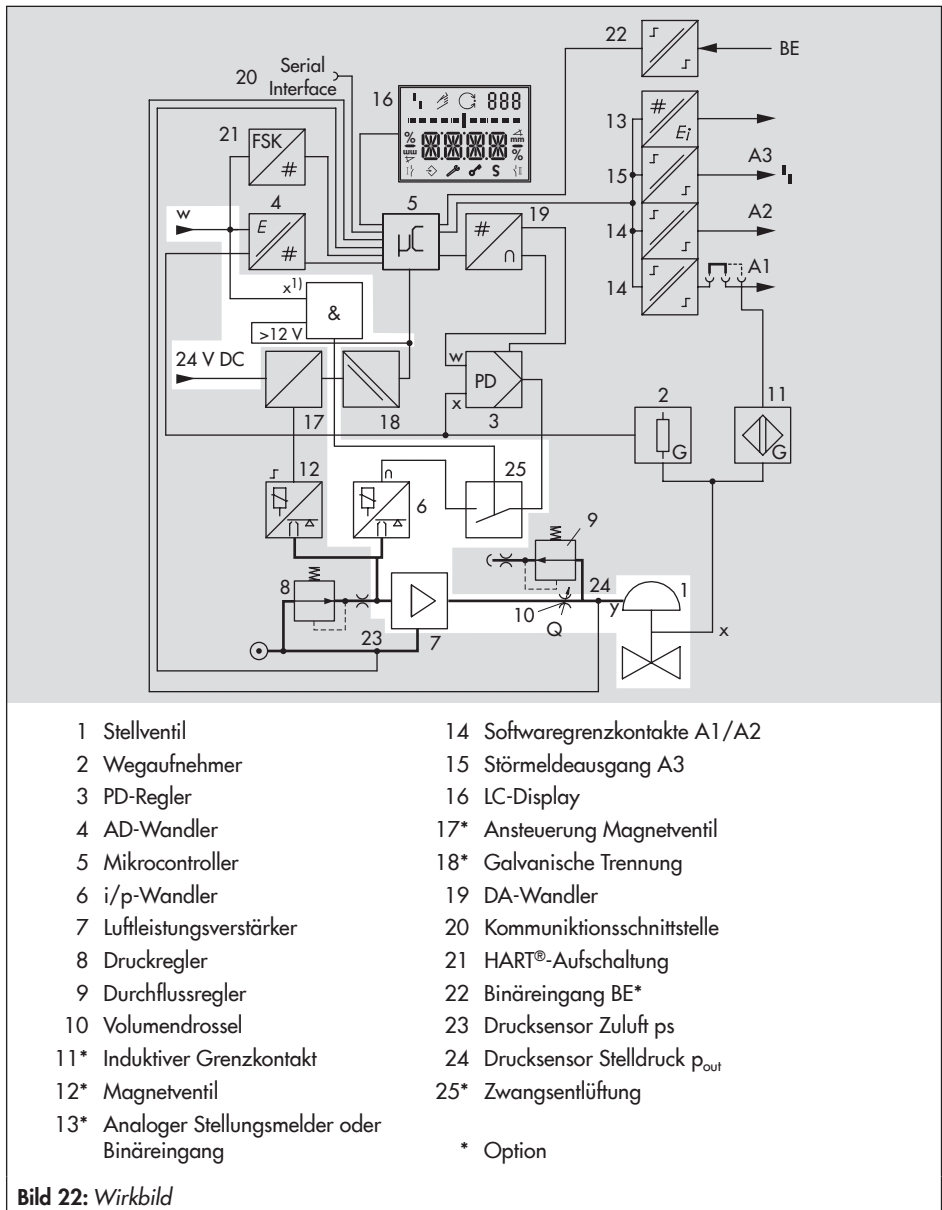 22
BE
20 Serial Interface
16
888
% mm
mm %
S
21 FSK #
13 # Ei
15 A3
14 A2
14 A1
w
4
E #
5
µC
19
# ∩
x1)
&
>12 V
24 V DC
17
18
w
PD
x
3
2
G
11
G
12
∩
6
25
9
8
10
Q
24
y
1
x
23
7
1 Stellventil
2 Wegaufnehmer
3 PD-Regler
4 AD-Wandler
5 Mikrocontroller
6 i/p-Wandler
7 Luftleistungsverstärker
8 Druckregler
9 Durchflussregler
10 Volumendrossel
11* Induktiver Grenzkontakt
12* Magnetventil
13* Analoger Stellungsmelder oder
Binäreingang
14 Softwaregrenzkontakte A1/A2
15 Störmeldeausgang A3
16 LC-Display
17* Ansteuerung Magnetventil
18* Galvanische Trennung
19 DA-Wandler
20 Kommuniktionsschnittstelle
21 HART®-Aufschaltung
22 Binäreingang BE*
23 Drucksensor Zuluft ps
24 Drucksensor Stelldruck pout
25* Zwangsentlüftung
* Option
Bild 22: Wirkbild